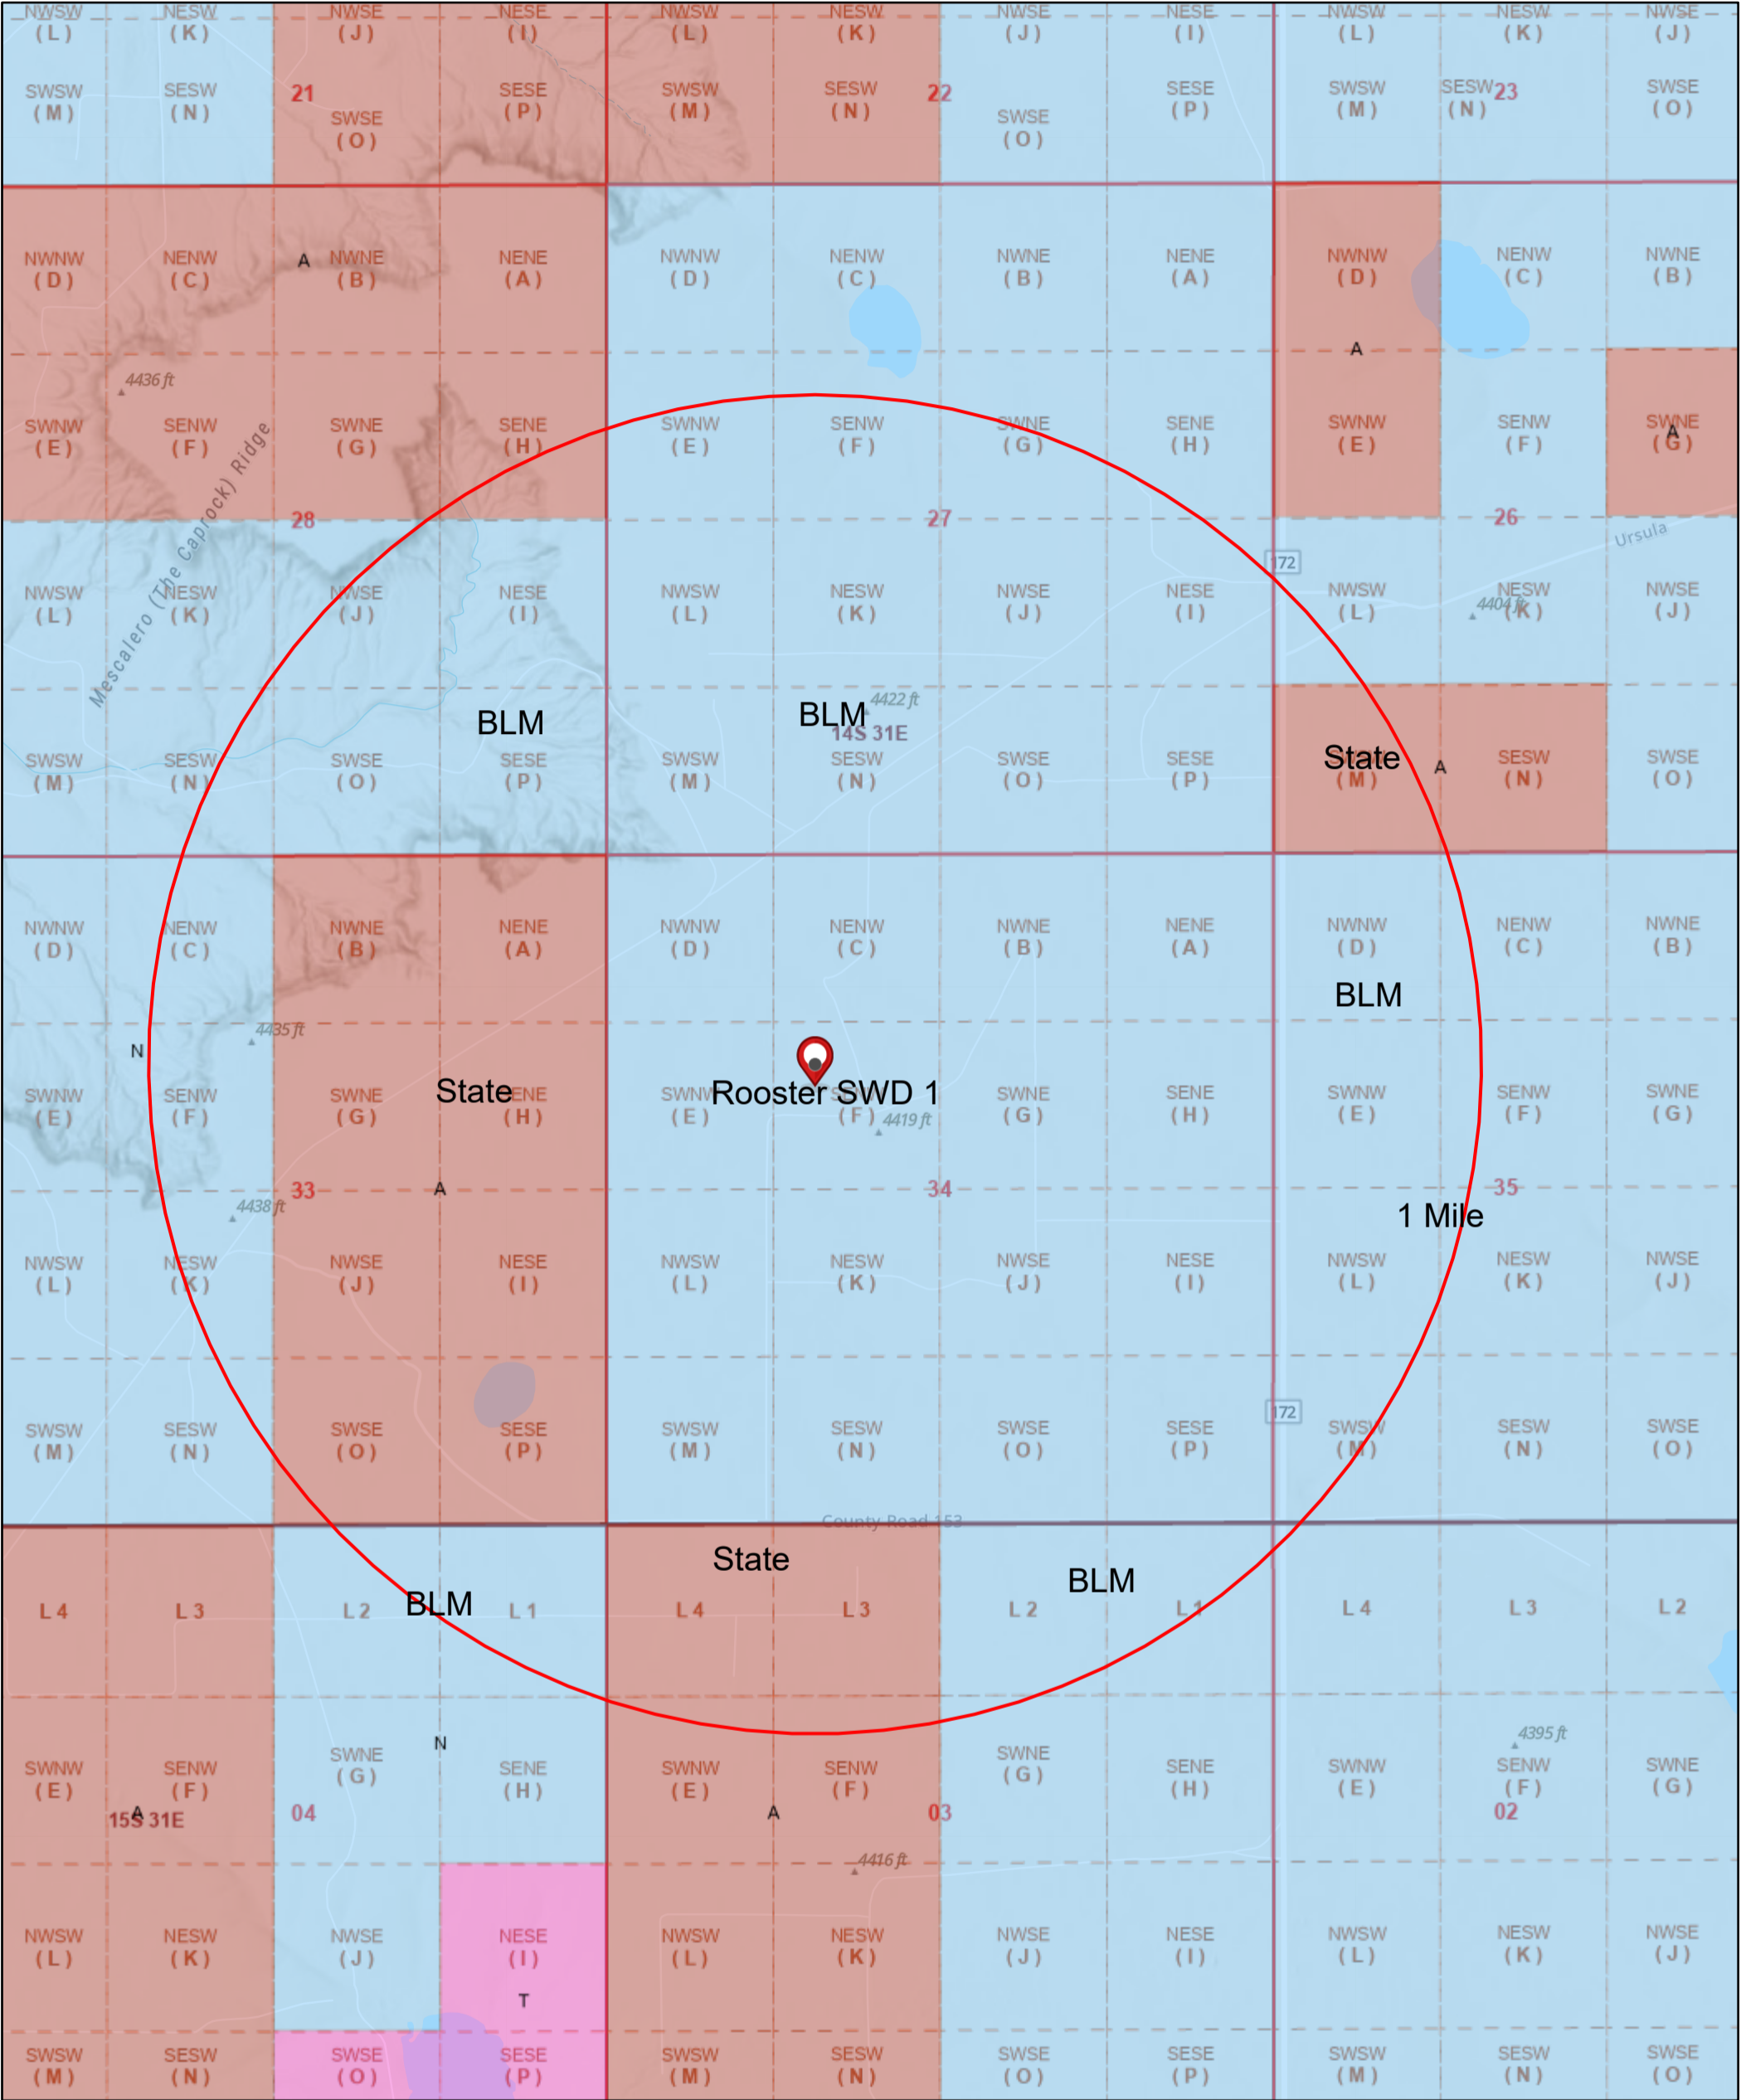 NWSW NESW NWSE NESE NWSW NESW NWSE NESE NWSW NESW NWSE
(L) (K) (J) (I) (L) (K) (J) (I) (L) (K) (J)
SWSW SESW 21 SWSE SESE SWSW SESW 22 SWSE SESE SWSW SESW 23 SWSE
(M) (N) (O) (P) (M) (N) (O) (P) (M) (N) (O)
NWNW NENW A NWNE NENE NWNW NENW NWNE NENE NWNW NENW NWNE
(D) (C) (B) (A) (D) (C) (B) (A) (D) (C) (B)
A
4436 ft
SWNW SENW SWNE SENE SWNW SENW SWNE SENE SWNW SENW SWNE
(E) (F) (G) (H) (E) (F) (G) (H) (E) (F) (G)
A
Mescalero (The Caprock) Ridge
28 27 26
Ursula
172
NWSW NESW NWSE NESE NWSW NESW NWSE NESE NWSW NESW NWSE
(L) (K) (J) (I) (L) (K) (J) (I) (L) (K) (J)
4404 ft
4422 ft
BLM BLM
14S 31E
State
A
SWSW SESW SWSE SESE SWSW SESW SWSE SESE SESW SWSE
(M) (N) (O) (P) (M) (N) (O) (P) (M) (N) (O)
NWNW NENW NWNE NENE NWNW NENW NWNE NENE NWNW NENW NWNE
(D) (C) (B) (A) (D) (C) (B) (A) (D) (C) (B)
BLM
4435 ft
N
State
Rooster SWD 1
SWNW SENW SWNE SENE SWNW SENW SWNE SENE SWNW SENW SWNE
(E) (F) (G) (H) (E) (F) (G) (H) (E) (F) (G)
4419 ft
33 A 34 35
4438 ft
1 Mile
NWSW NESW NWSE NESE NWSW NESW NWSE NESE NWSW NESW NWSE
(L) (K) (J) (I) (L) (K) (J) (I) (L) (K) (J)
172
SWSW SESW SWSE SESE SWSW SESW SWSE SESE SWSW SESW SWSE
(M) (N) (O) (P) (M) (N) (O) (P) (M) (N) (O)
County Road 153
State
BLM
BLM
L 4 L 3 L 2 L 1 L 4 L 3 L 2 L 1 L 4 L 3 L 2
4395 ft
N
SWNW SENW SWNE SENE SWNW SENW SWNE SENE SWNW SENW SWNE
(E) (F) (G) (H) (E) (F) (G) (H) (E) (F) (G)
A
15S 31E 04 A 03 02
4416 ft
NWSW NESW NWSE NESE NWSW NESW NWSE NESE NWSW NESW NWSE
(L) (K) (J) (I) (L) (K) (J) (I) (L) (K) (J)
T
SWSW SESW SWSE SESE SWSW SESW SWSE SESE SWSW SESW SWSE
(M) (N) (O) (P) (M) (N) (O) (P) (M) (N) (O)